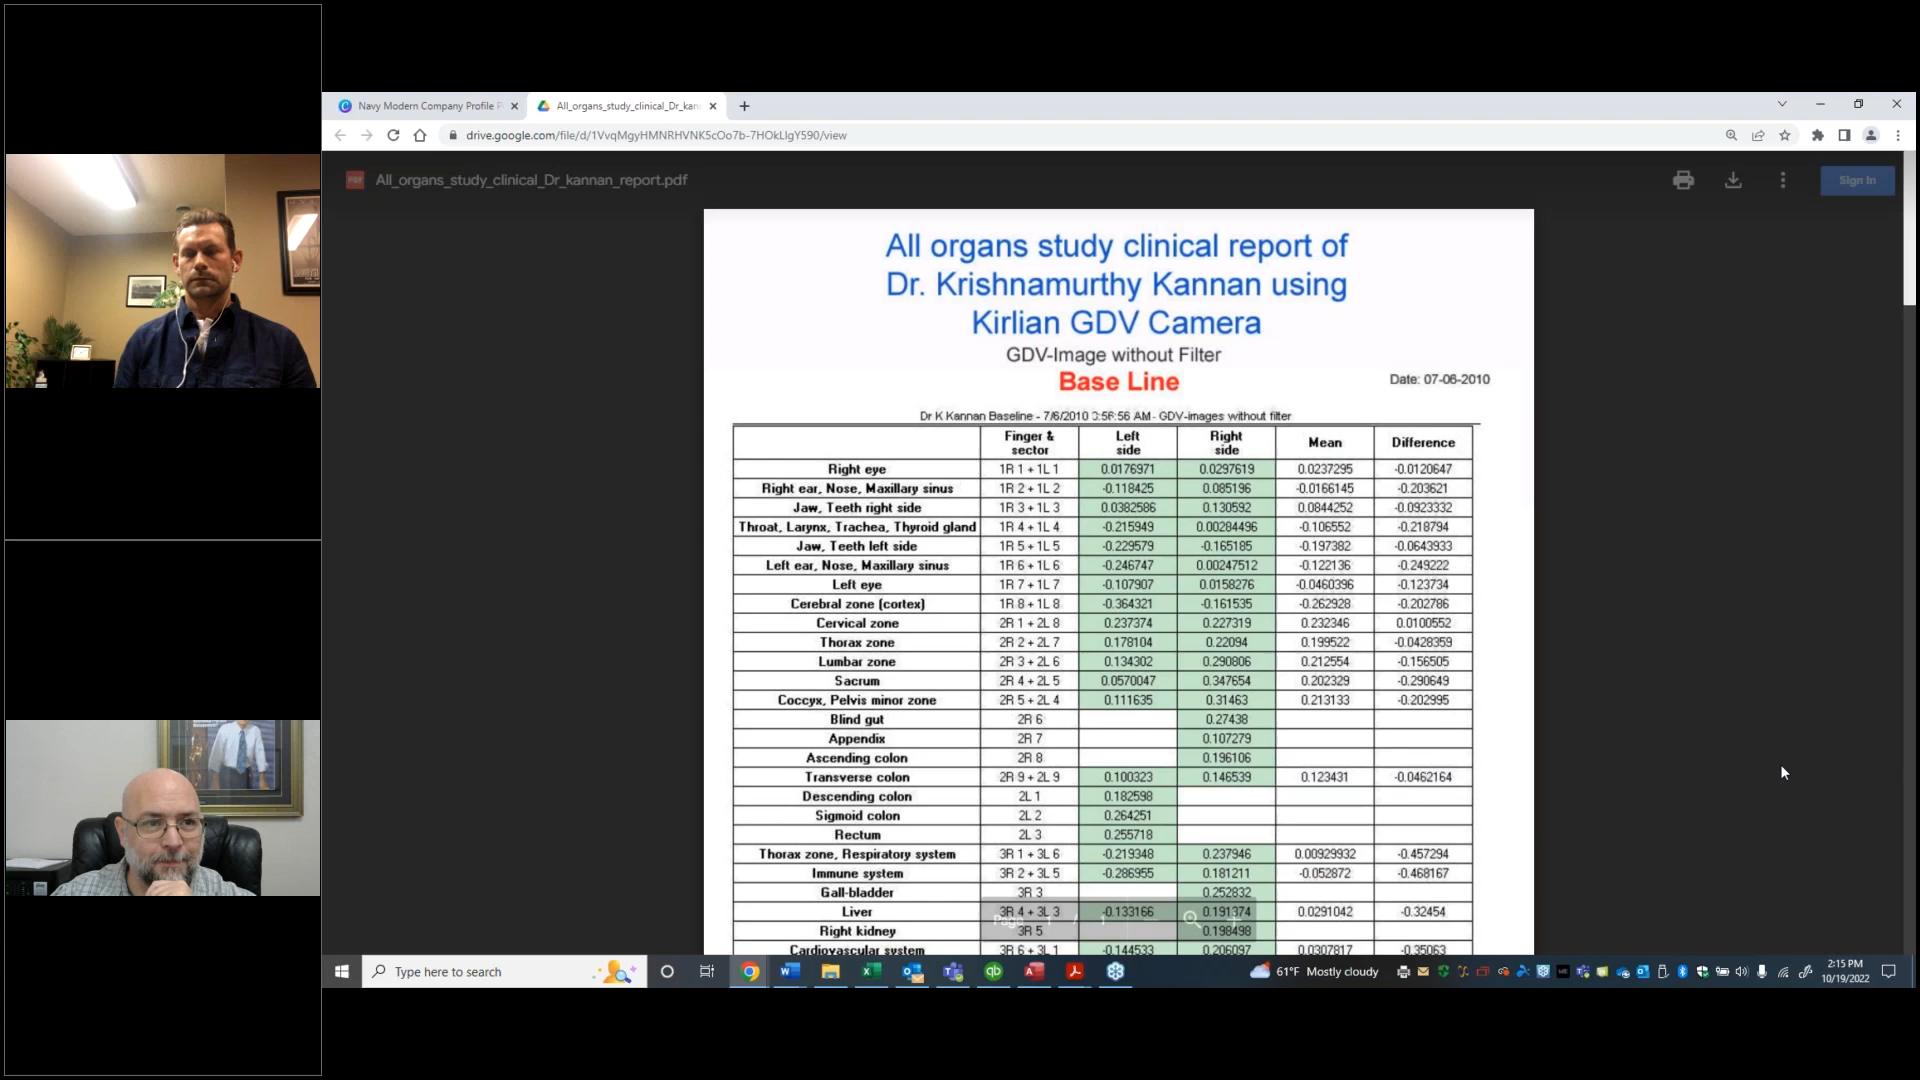 Navy Modern Company Profile P
All_organs_study_clinical_Dr_kann
drive.google.com/file/d/1VvqMgyHMNRHVNK5cOo7b-7HOkLlgY590/view
PDF All_organs_study_clinical_Dr_kannan_report.pdf
Sign In
All organs study clinical report of
Dr. Krishnamurthy Kannan using
Kirlian GDV Camera
GDV-Image without Filter
Base Line
Date: 07-06-2010
Dr K Kannan Baseline - 7/6/2010 3:56:56 AM - GDV-images without filter
Finger & sector Left side Right side Mean Difference
Right eye 1R 1 + 1L 1 0.0176971 0.0297619 0.0237295 -0.0120647
Right ear, Nose, Maxillary sinus 1R 2 + 1L 2 -0.118425 0.085196 -0.0166145 -0.203621
Jaw, Teeth right side 1R 3 + 1L 3 0.0382586 0.130592 0.0844252 -0.0923332
Throat, Larynx, Trachea, Thyroid gland 1R 4 + 1L 4 -0.215949 0.00284496 -0.106552 -0.218794
Jaw, Teeth left side 1R 5 + 1L 5 -0.229579 -0.165185 -0.197382 -0.0643933
Left ear, Nose, Maxillary sinus 1R 6 + 1L 6 -0.246747 0.00247512 -0.122136 -0.249222
Left eye 1R 7 + 1L 7 -0.107907 0.0158276 -0.0460396 -0.123734
Cerebral zone (cortex) 1R 8 + 1L 8 -0.364321 -0.161535 -0.262928 -0.202786
Cervical zone 2R 1 + 2L 8 0.237374 0.227319 0.232346 0.0100552
Thorax zone 2R 2 + 2L 7 0.178104 0.22094 0.199522 -0.0428359
Lumbar zone 2R 3 + 2L 6 0.134302 0.290806 0.212554 -0.156505
Sacrum 2R 4 + 2L 5 0.0570047 0.347654 0.202329 -0.290649
Coccyx, Pelvis minor zone 2R 5 + 2L 4 0.111635 0.31463 0.213133 -0.202995
Blind gut 2R 6 0.27438
Appendix 2R 7 0.107279
Ascending colon 2R 8 0.196106
Transverse colon 2R 9 + 2L 9 0.100323 0.146539 0.123431 -0.0462164
Descending colon 2L 1 0.182598
Sigmoid colon 2L 2 0.264251
Rectum 2L 3 0.255718
Thorax zone, Respiratory system 3R 1 + 3L 6 -0.219348 0.237946 0.00929932 -0.457294
Immune system 3R 2 + 3L 5 -0.286955 0.181211 -0.052872 -0.468167
Gall-bladder 3R 3 0.252832
Liver 3R 4 + 3L 3 -0.133166 0.191374 0.0291042 -0.32454
Right kidney 3R 5 0.198498
Cardiovascular system 3R 6 + 3L 1 -0.144533 0.206097 0.0307817 -0.35063
Type here to search
61°F Mostly cloudy
2:15 PM
10/19/2022